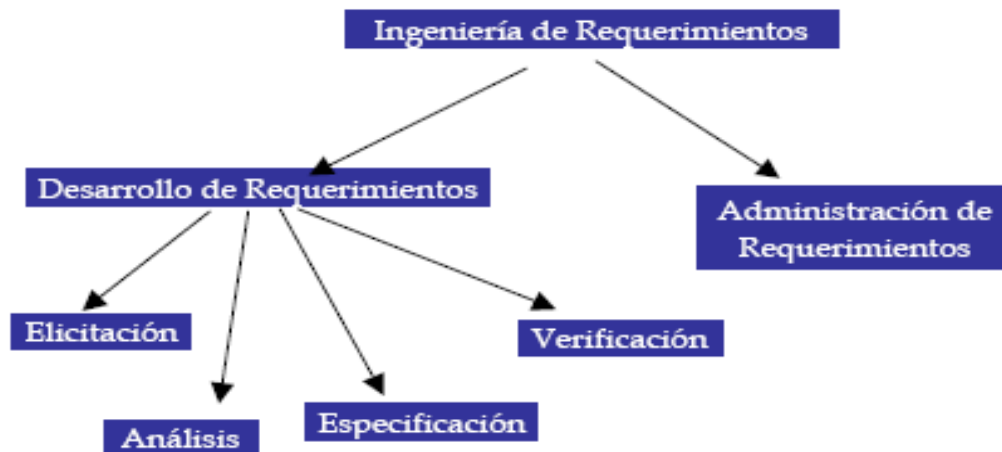 Ingeniería de Requerimientos
Desarrollo de Requerimientos
Administración de
Requerimientos
Elicitación
Verificación
Análisis
Especificación